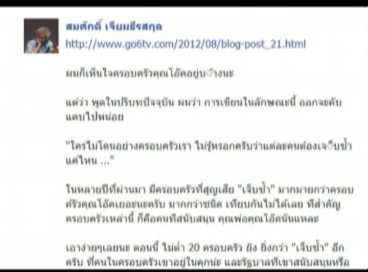 สมศักดิ์ เจียมธีรสกุล
http://www.go6tv.com/2012/08/blog-post_21.html
ผมก็เห็นใจครอบครัวคุณโอ๊คอยู่บ้างนะ
แต่ว่า พูดในปริบทปัจจุบัน ผมว่า การเขียนในลักษณะนี้ ออกจะคับ
แคบไปหน่อย
"ใครไม่โดนอย่างครอบครัวเรา ไม่รู้หรอกครับว่าแต่ละคนต้องเจ็บช้ำ
แค่ไหน ..."
ในหลายปีที่ผ่านมา มีครอบครัวที่สูญเสีย "เจ็บช้ำ" มากมายกว่าครอบ
ครัวคุณโอ๊คเยอะนะครับ มากกว่าชนิด เทียบกันไม่ได้เลย ที่สำคัญ
ครอบครัวเหล่านี้ ก็คือคนที่สนับสนุน คุณพ่อคุณโอ๊คนั่นแหละ
เอาง่ายๆเลยนะ ตอนนี้ ไม่ต่ำ 20 ครอบครัว ยัง ยิ่งกว่า "เจ็บช้ำ" อีก
ครับ ที่คนในครอบครัวเขาอยู่ในคุกน่ะ และรัฐบาลที่เขาสนับสนุนหรือ